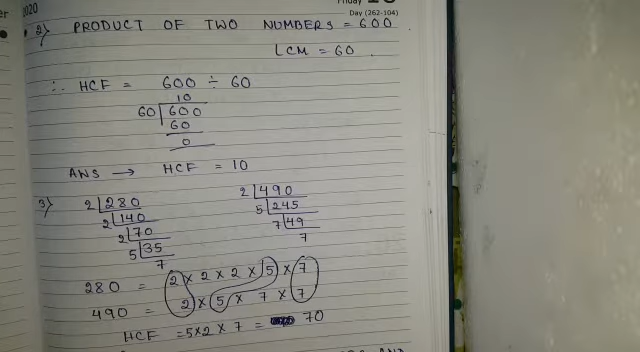 2020
Friday
Day (262-104)
2) PRODUCT OF TWO NUMBERS = 600
LCM = 60.
∴ HCF = 600 ÷ 60
10
60 600
60
0
ANS → HCF = 10
3) 2 280 2 490
2 140 5 245
2 70 7 49
5 35 7
7
280 = 2 × 2 × 2 × 5 × 7
490 = 2 × 5 × 7 × 7
HCF = 5×2 × 7 = 70